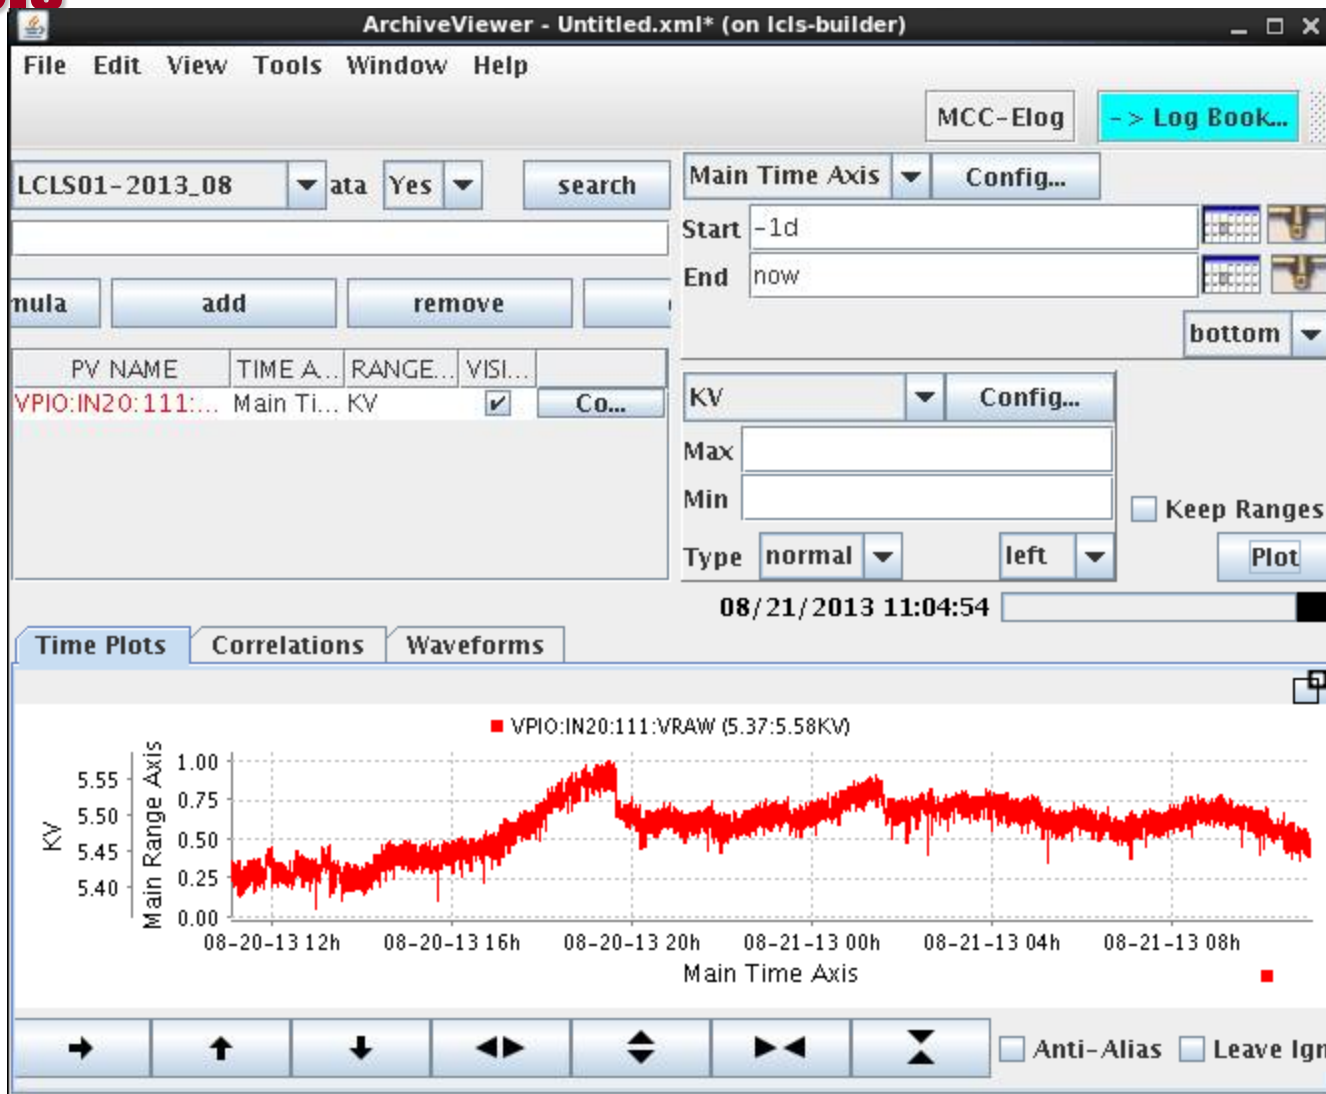 ArchiveViewer - Untitled.xml* (on lcls-builder)
File Edit View Tools Window Help
MCC-Elog -> Log Book...
LCLS01-2013_08 ata Yes search
Main Time Axis Config...
Start -1d
End now
mula add remove
bottom
PV NAME TIME A... RANGE... VISI...
VPIO:IN20:111:... Main Ti... KV Co...
KV Config...
Max
Min
Keep Ranges
Type normal left Plot
08/21/2013 11:04:54
Time Plots Correlations Waveforms
VPIO:IN20:111:VRAW (5.37:5.58KV)
KV
5.55
5.50
5.45
5.40
Main Range Axis
1.00
0.75
0.50
0.25
0.00
08-20-13 12h 08-20-13 16h 08-20-13 20h 08-21-13 00h 08-21-13 04h 08-21-13 08h
Main Time Axis
Anti-Alias Leave Ign